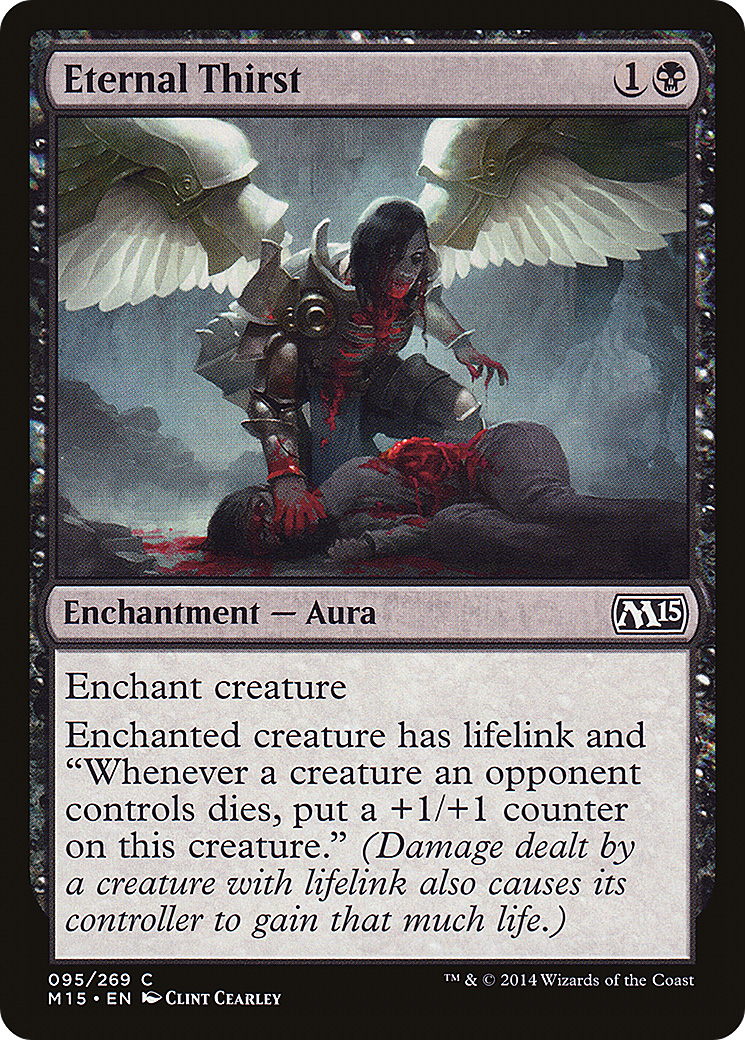 Eternal Thirst 1
Enchantment — Aura M15
Enchant creature
Enchanted creature has lifelink and
“Whenever a creature an opponent
controls dies, put a +1/+1 counter
on this creature.” (Damage dealt by
a creature with lifelink also causes its
controller to gain that much life.)
095/269 C ™ & © 2014 Wizards of the Coast
M15 • EN CLINT CEARLEY